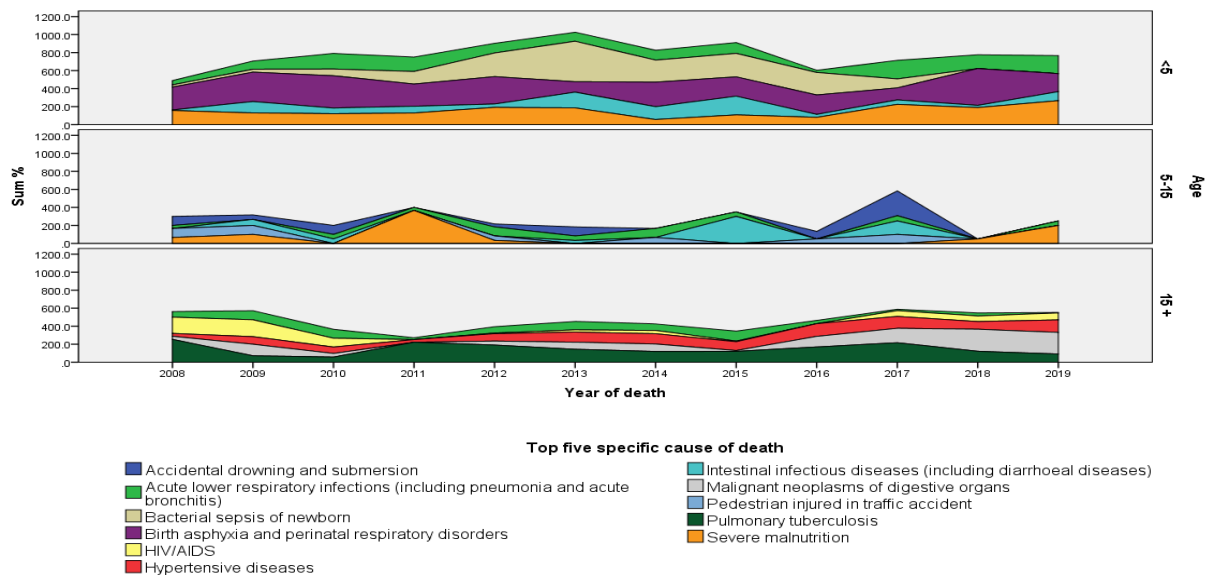 1200.0
1000.0
800.0
600.0
400.0
200.0
.0
<5
1200.0
1000.0
800.0
600.0
400.0
200.0
.0
5-15
1200.0
1000.0
800.0
600.0
400.0
200.0
.0
15 +
Sum %
Age
2008 2009 2010 2011 2012 2013 2014 2015 2016 2017 2018 2019
Year of death
Top five specific cause of death
Accidental drowning and submersion
Acute lower respiratory infections (including pneumonia and acute
bronchitis)
Bacterial sepsis of newborn
Birth asphyxia and perinatal respiratory disorders
HIV/AIDS
Hypertensive diseases
Intestinal infectious diseases (including diarrhoeal diseases)
Malignant neoplasms of digestive organs
Pedestrian injured in traffic accident
Pulmonary tuberculosis
Severe malnutrition